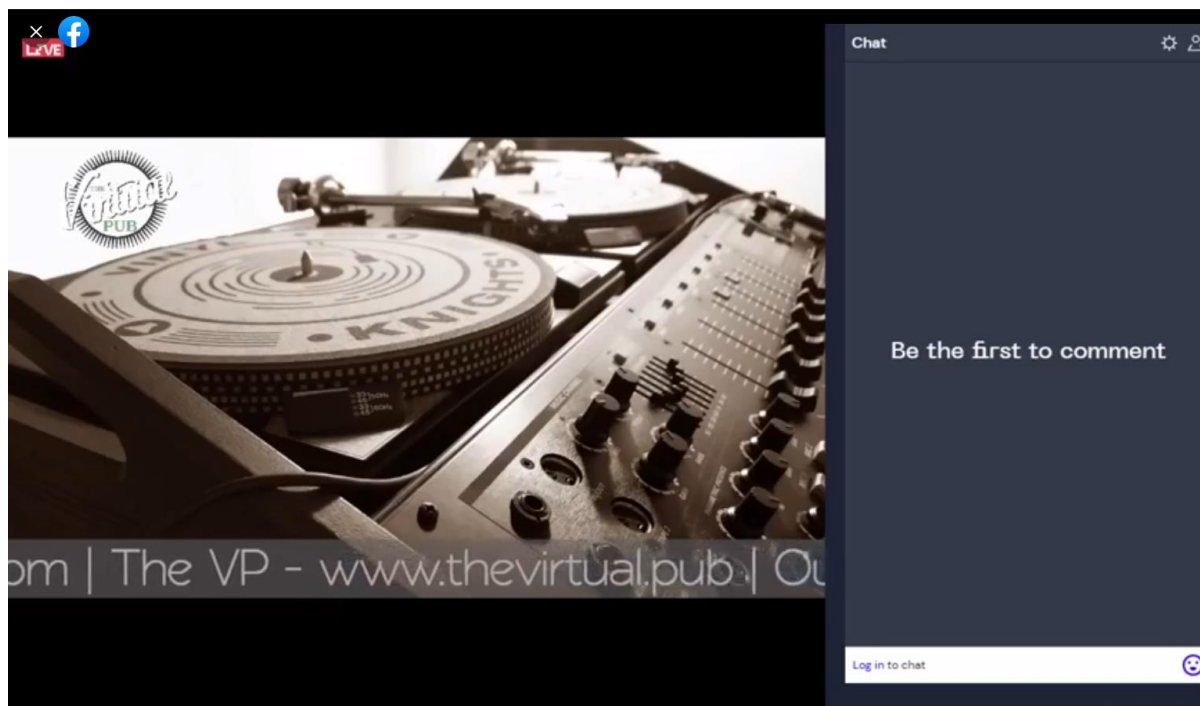 LIVE
Chat
THE
Virtual
PUB
VINYL
KNIGHTS'
Be the first to comment
om | The VP - www.thevirtual.pub | Ou
Log in to chat